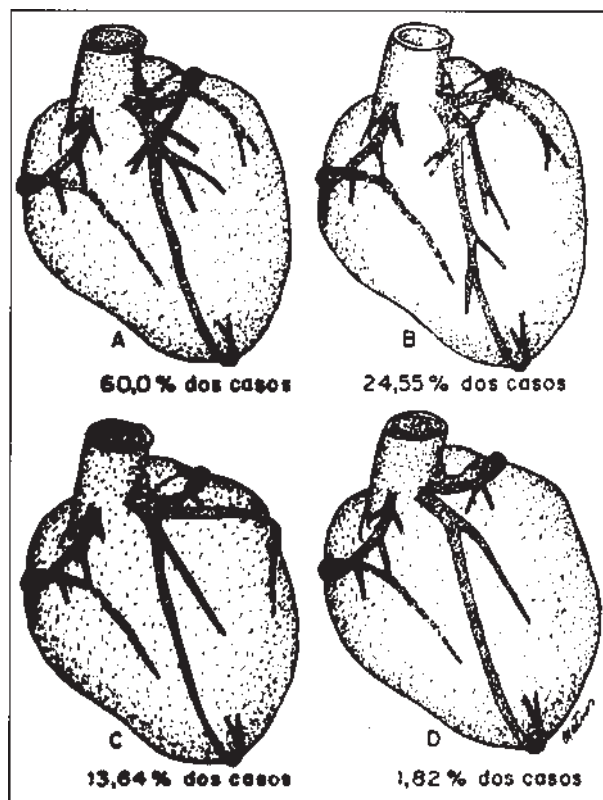 A
60,0 % dos casos
B
24,55 % dos casos
C
13,64 % dos casos
D
1,82 % dos casos